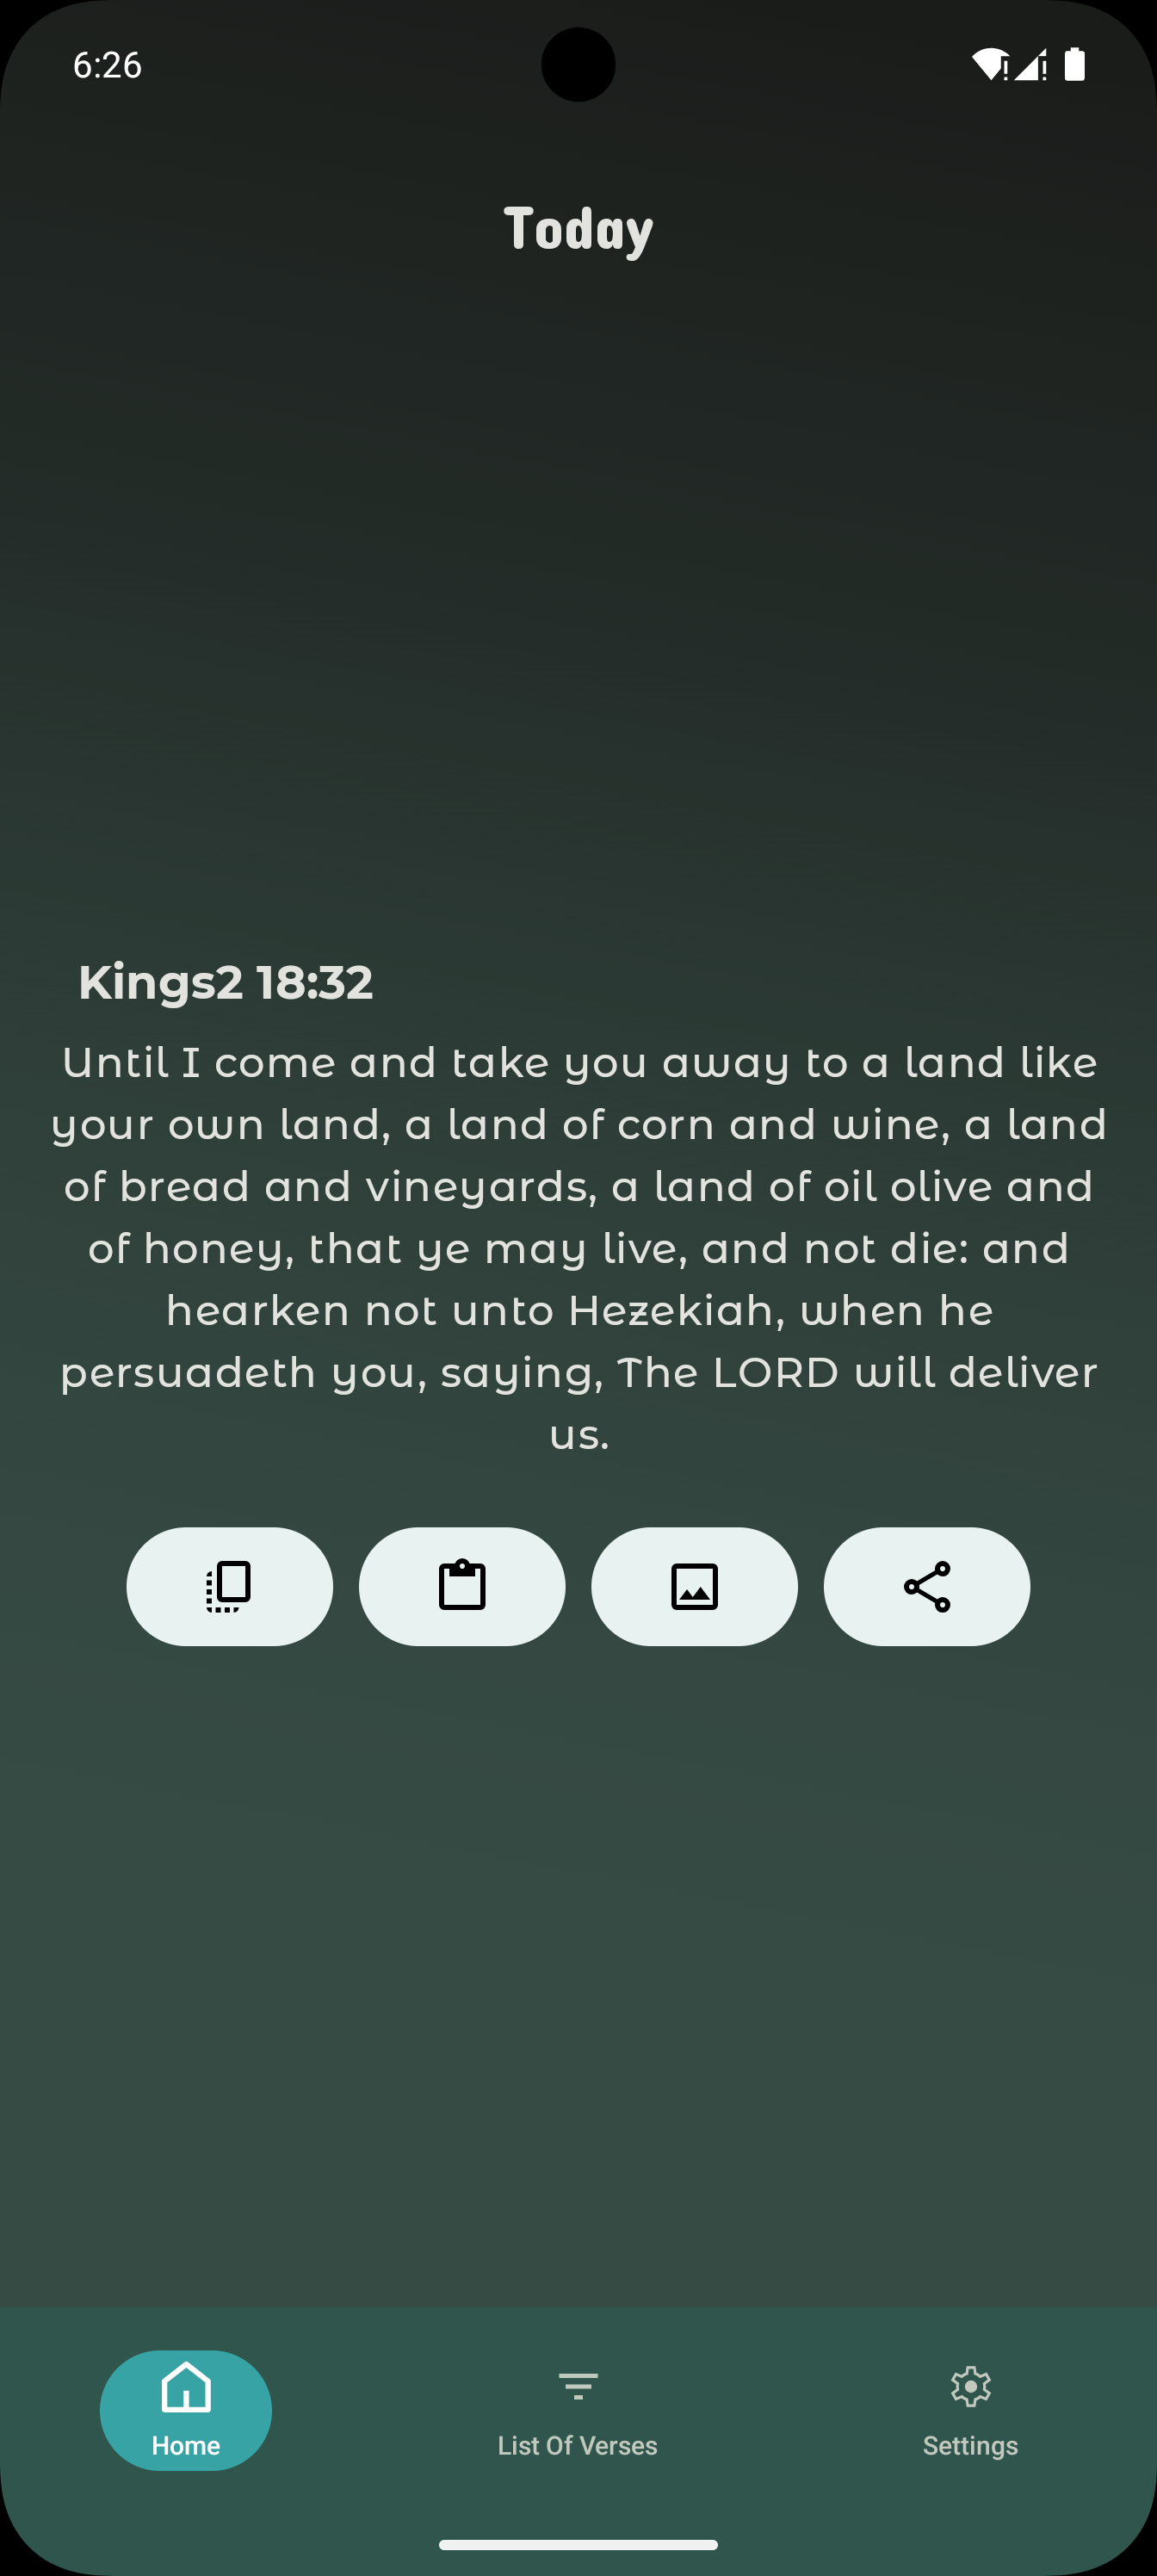 6:26
Today
Kings2 18:32
Until I come and take you away to a land like
your own land, a land of corn and wine, a land
of bread and vineyards, a land of oil olive and
of honey, that ye may live, and not die: and
hearken not unto Hezekiah, when he
persuadeth you, saying, The LORD will deliver
us.
Home
List Of Verses
Settings